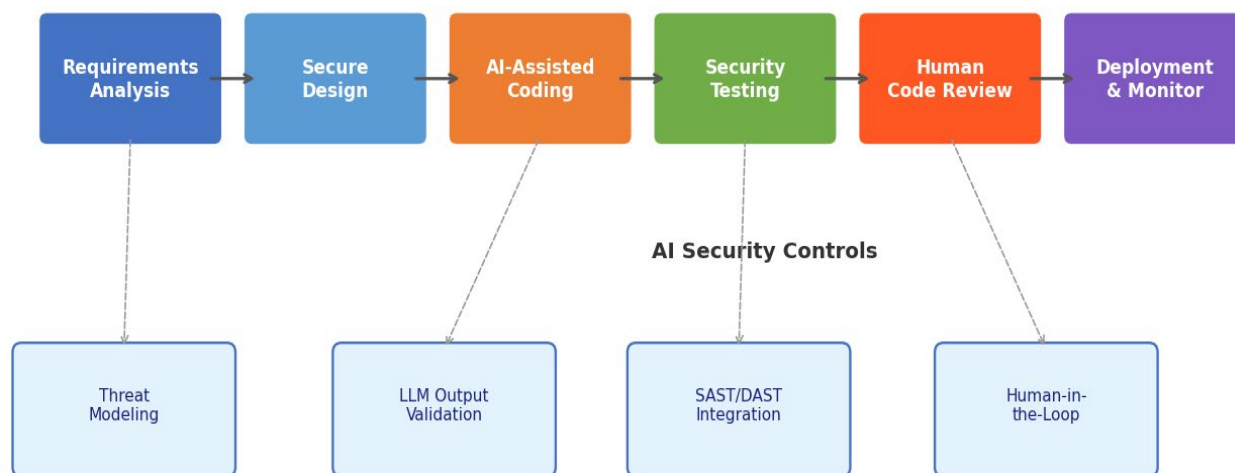 Requirements
Analysis
Secure
Design
AI-Assisted
Coding
Security
Testing
Human
Code Review
Deployment
& Monitor
AI Security Controls
Threat
Modeling
LLM Output
Validation
SAST/DAST
Integration
Human-in-
the-Loop